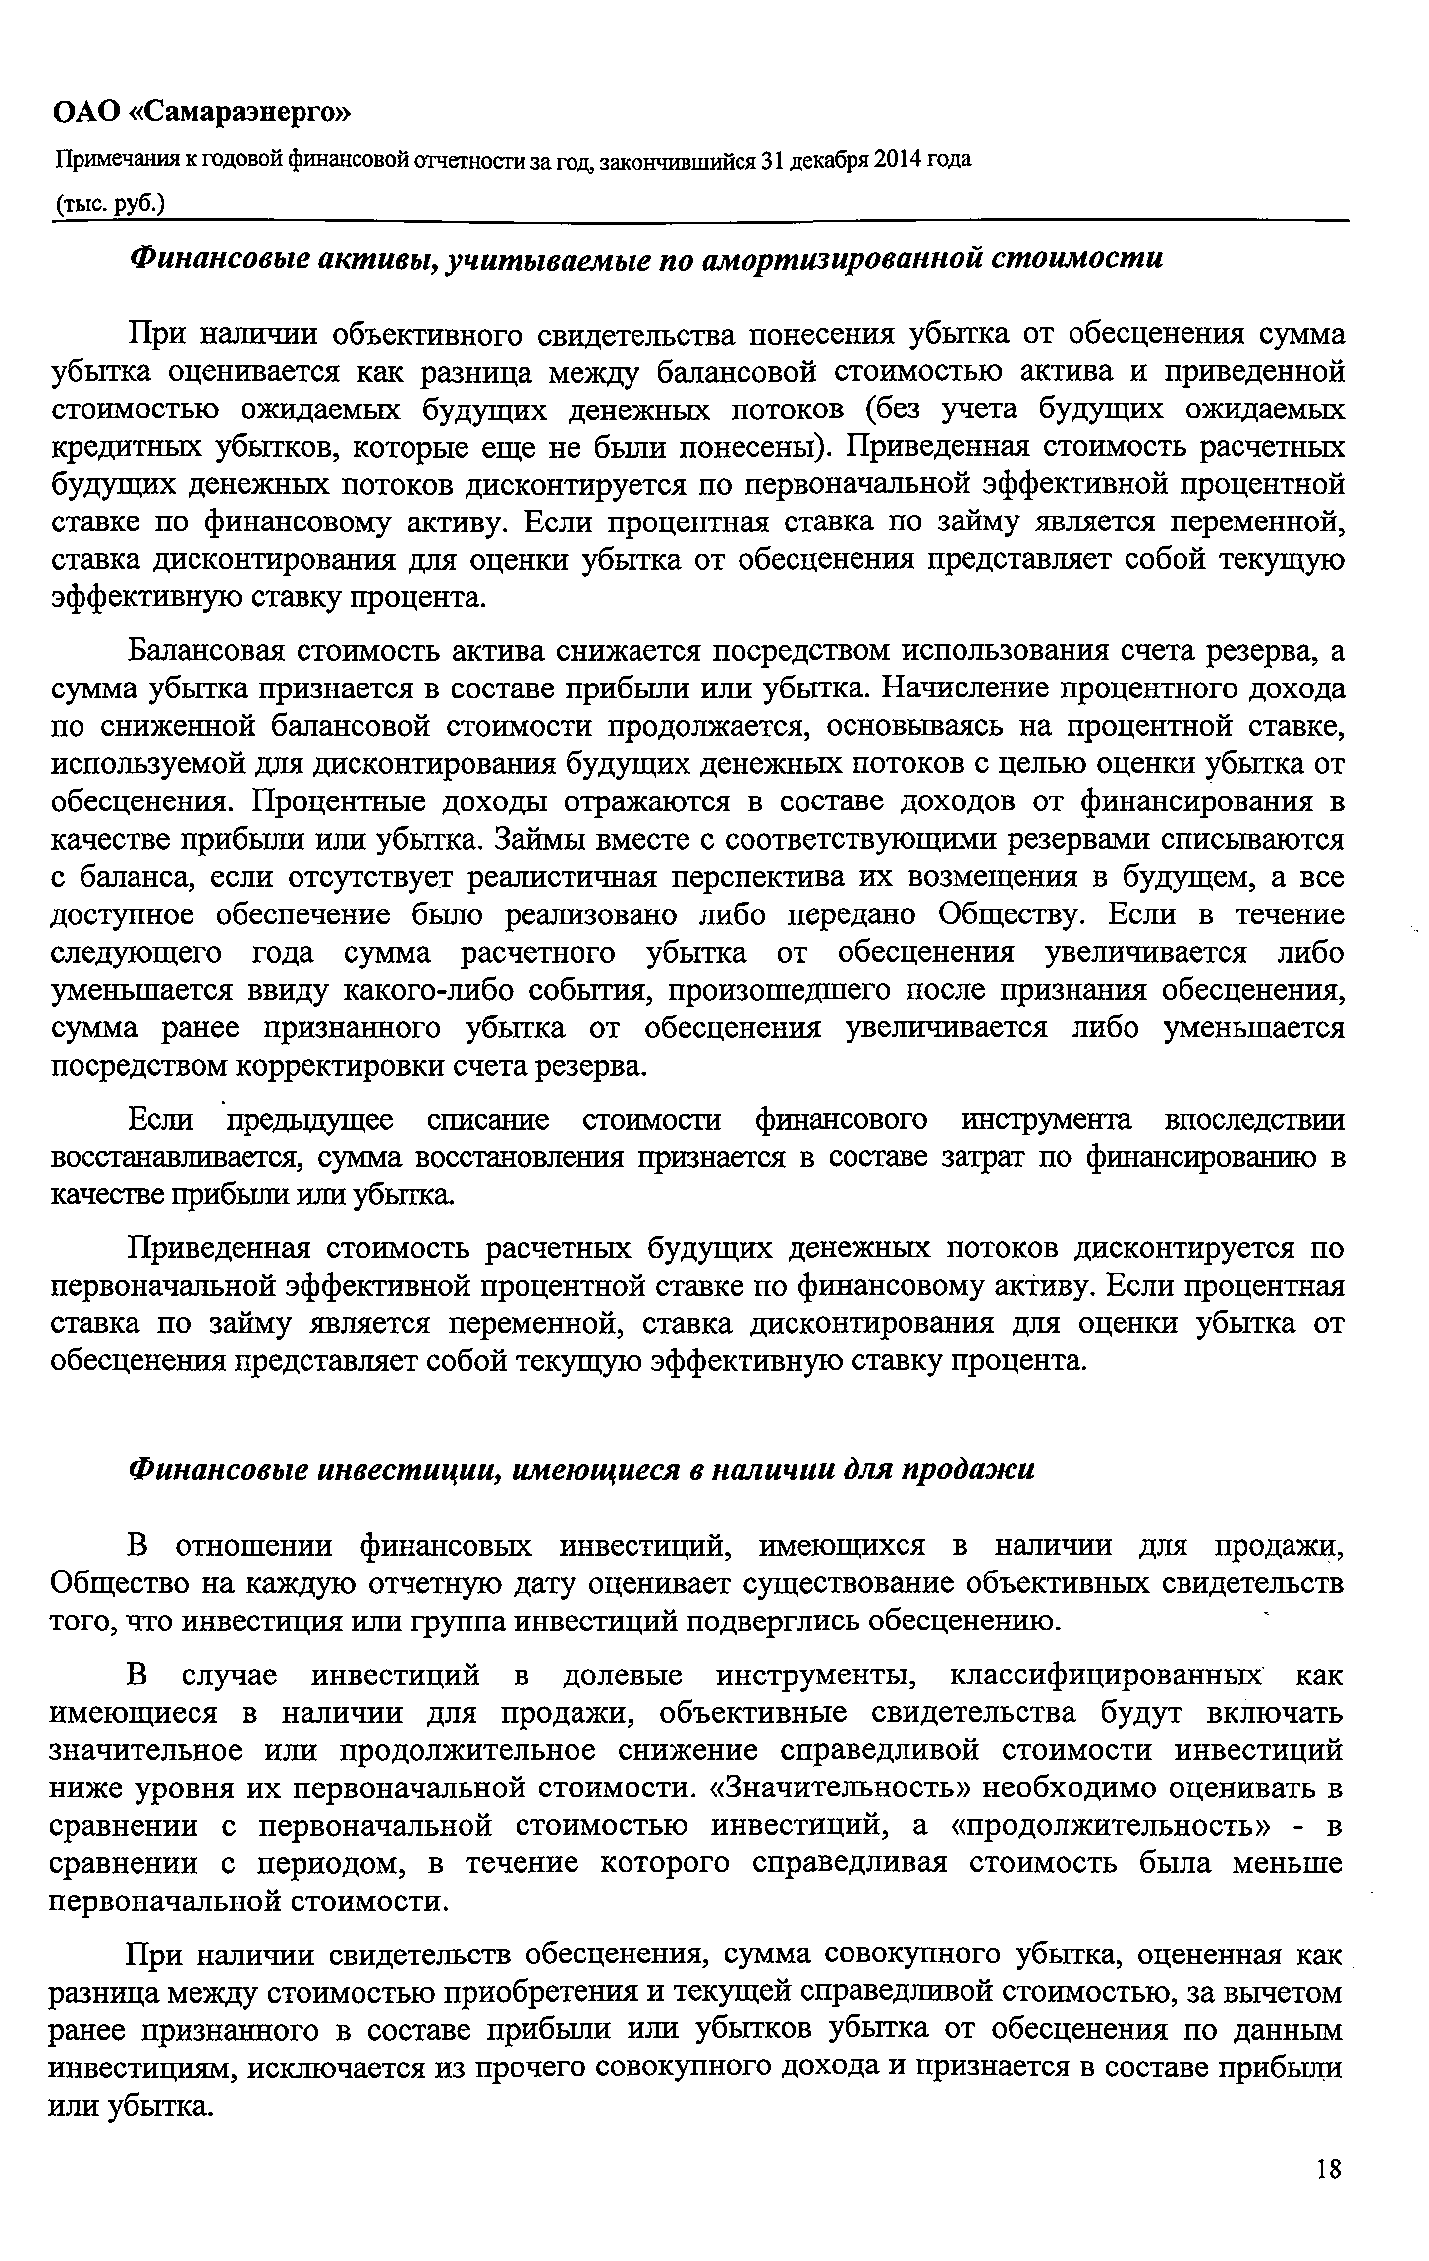 ОАО «Самараэнерго»
Примечания к годовой финансовой отчетности за год, закончившийся 31 декабря 2014 года
(тыс. руб.)
Финансовые активы, учитываемые по амортизированной стоимости
При наличии объективного свидетельства понесения убытка от обесценения сумма
убытка оценивается как разница между балансовой стоимостью актива и приведенной
стоимостью ожидаемых будущих денежных потоков (без учета будущих ожидаемых
кредитных убытков, которые еще не были понесены). Приведенная стоимость расчетных
будущих денежных потоков дисконтируется по первоначальной эффективной процентной
ставке по финансовому активу. Если процентная ставка по займу является переменной,
ставка дисконтирования для оценки убытка от обесценения представляет собой текущую
эффективную ставку процента.
Балансовая стоимость актива снижается посредством использования счета резерва, а
сумма убытка признается в составе прибыли или убытка. Начисление процентного дохода
по сниженной балансовой стоимости продолжается, основываясь на процентной ставке,
используемой для дисконтирования будущих денежных потоков с целью оценки убытка от
обесценения. Процентные доходы отражаются в составе доходов от финансирования в
качестве прибыли или убытка. Займы вместе с соответствующими резервами списываются
с баланса, если отсутствует реалистичная перспектива их возмещения в будущем, а все
доступное обеспечение было реализовано либо передано Обществу. Если в течение
следующего года сумма расчетного убытка от обесценения увеличивается либо
уменьшается ввиду какого-либо события, произошедшего после признания обесценения,
сумма ранее признанного убытка от обесценения увеличивается либо уменьшается
посредством корректировки счета резерва.
Если предыдущее списание стоимости финансового инструмента впоследствии
восстанавливается, сумма восстановления признается в составе затрат по финансированию в
качестве прибыли или убытка.
Приведенная стоимость расчетных будущих денежных потоков дисконтируется по
первоначальной эффективной процентной ставке по финансовому активу. Если процентная
ставка по займу является переменной, ставка дисконтирования для оценки убытка от
обесценения представляет собой текущую эффективную ставку процента.
Финансовые инвестиции, имеющиеся в наличии для продажи
В отношении финансовых инвестиций, имеющихся в наличии для продажи,
Общество на каждую отчетную дату оценивает существование объективных свидетельств
того, что инвестиция или группа инвестиций подверглись обесценению.
В случае инвестиций в долевые инструменты, классифицированных как
имеющиеся в наличии для продажи, объективные свидетельства будут включать
значительное или продолжительное снижение справедливой стоимости инвестиций
ниже уровня их первоначальной стоимости. «Значительность» необходимо оценивать в
сравнении с первоначальной стоимостью инвестиций, а «продолжительность» - в
сравнении с периодом, в течение которого справедливая стоимость была меньше
первоначальной стоимости.
При наличии свидетельств обесценения, сумма совокупного убытка, оцененная как
разница между стоимостью приобретения и текущей справедливой стоимостью, за вычетом
ранее признанного в составе прибыли или убытков убытка от обесценения по данным
инвестициям, исключается из прочего совокупного дохода и признается в составе прибыли
или убытка.
18